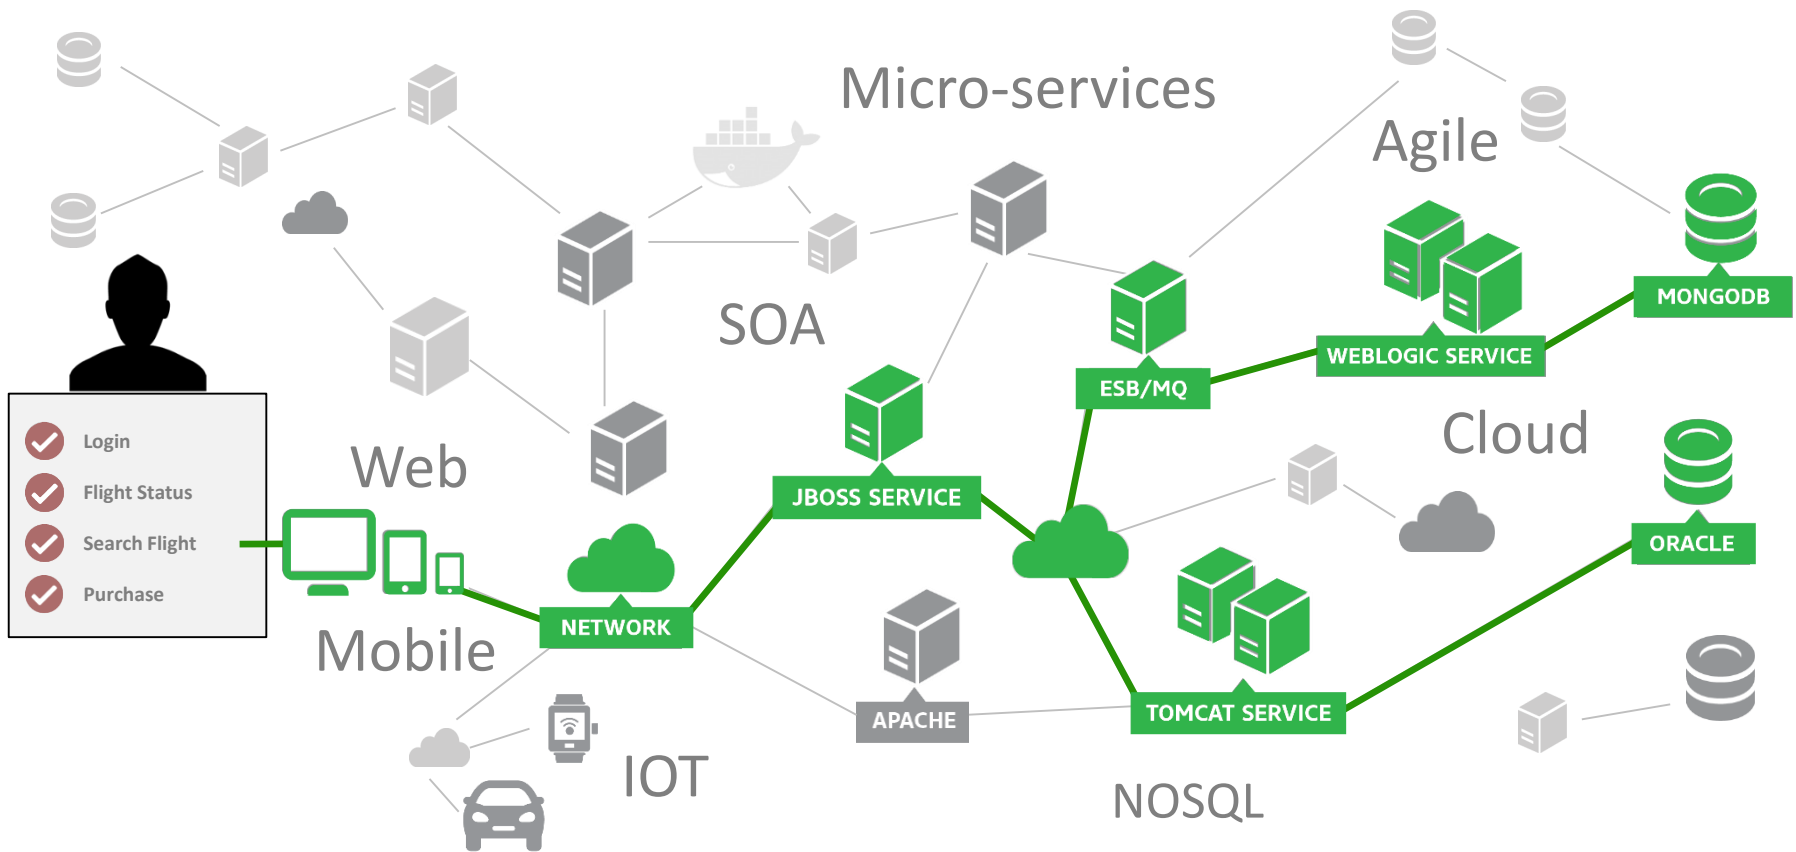 Micro-services
Agile
MONGODB
SOA
WEBLOGIC SERVICE
ESB/MQ
Login
Flight Status
Search Flight
Purchase
Web
Cloud
JBOSS SERVICE
ORACLE
NETWORK
Mobile
APACHE
TOMCAT SERVICE
IOT
NOSQL